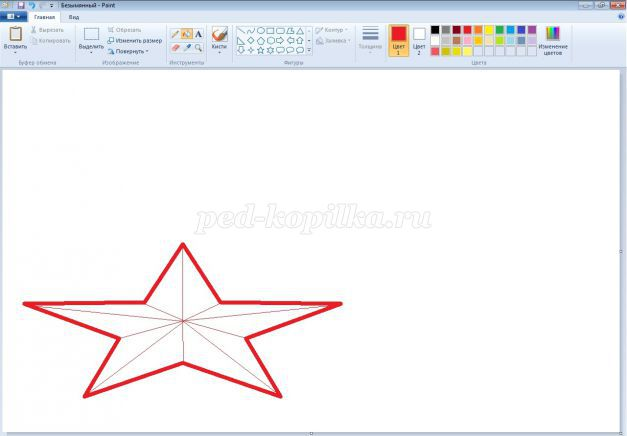 Безымянный - Paint
Главная Вид
Вставить
Вырезать
Копировать
Буфер обмена
Выделить
Обрезать
Изменить размер
Повернуть
Изображение
A
Инструменты
Кисти
Контур
Заливка
Фигуры
Толщина
Цвет 1
Цвет 2
Изменение цветов
Цвета
ped-kopilka.ru